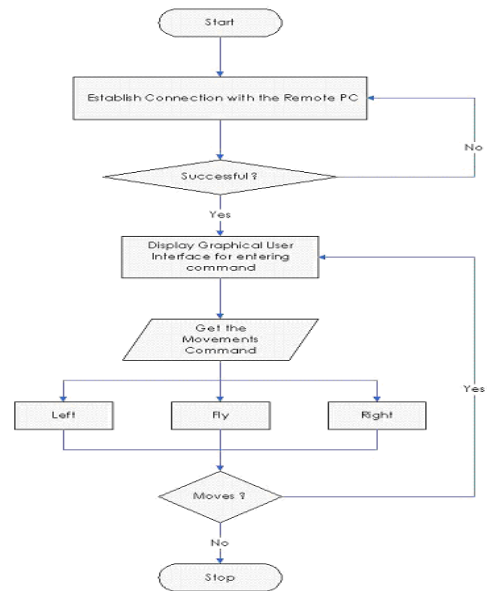 Start
Establish Connection with the Remote PC
No
Successful ?
Yes
Display Graphical User
Interface for entering
command
Get the
Movements
Command
Yes
Left
Fly
Right
Moves ?
No
Stop